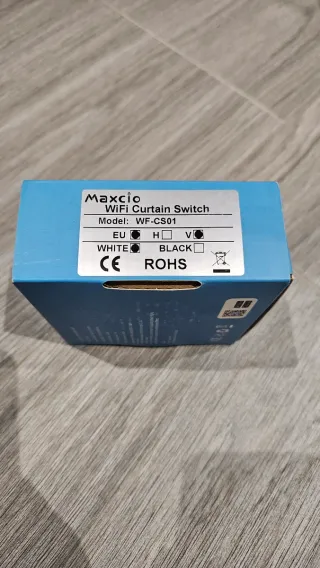 Maxcio
WiFi Curtain Switch
Model: WF-CS01
EU H V
WHITE BLACK
CE ROHS